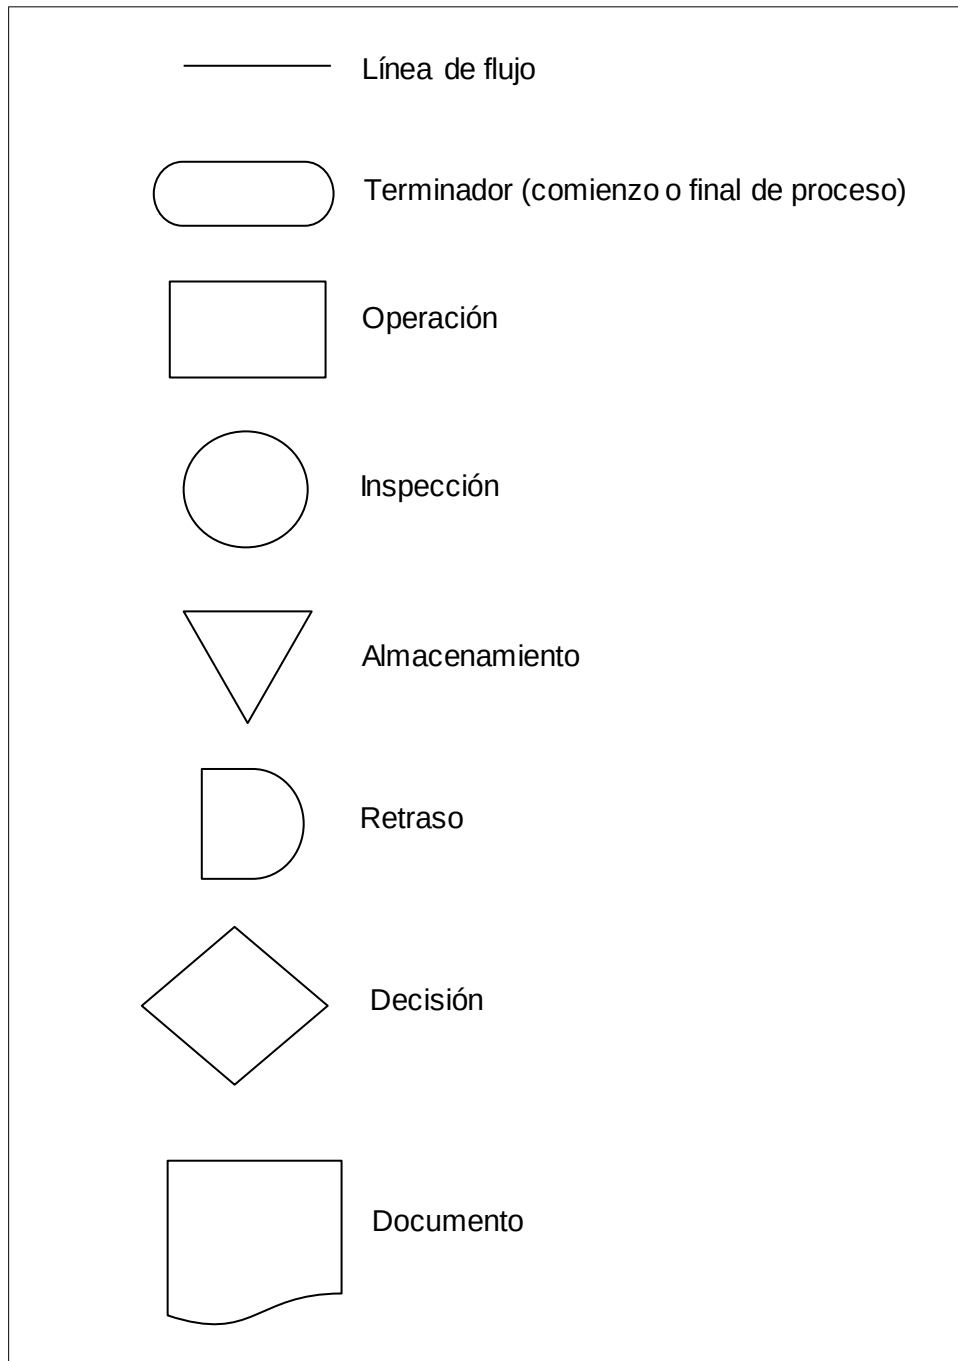 Línea de flujo
Terminador (comienzo o final de proceso)
Operación
Inspección
Almacenamiento
Retraso
Decisión
Documento